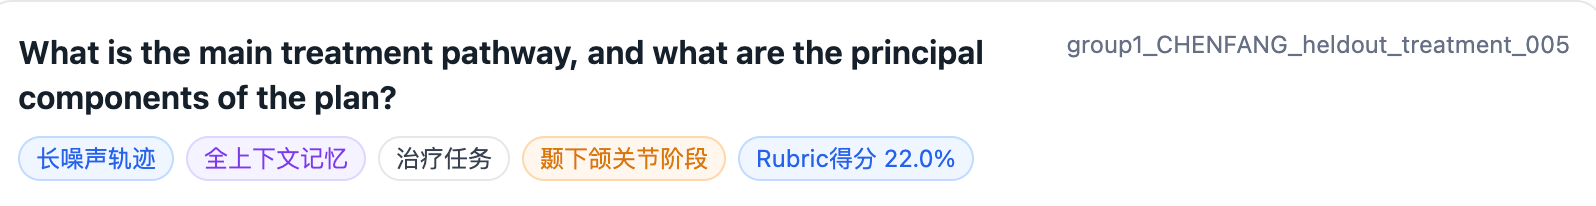 What is the main treatment pathway, and what are the principal
components of the plan?
group1_CHENFANG_heldout_treatment_005
长噪声轨迹
全上下文记忆
治疗任务
颞下颌关节阶段
Rubric得分 22.0%